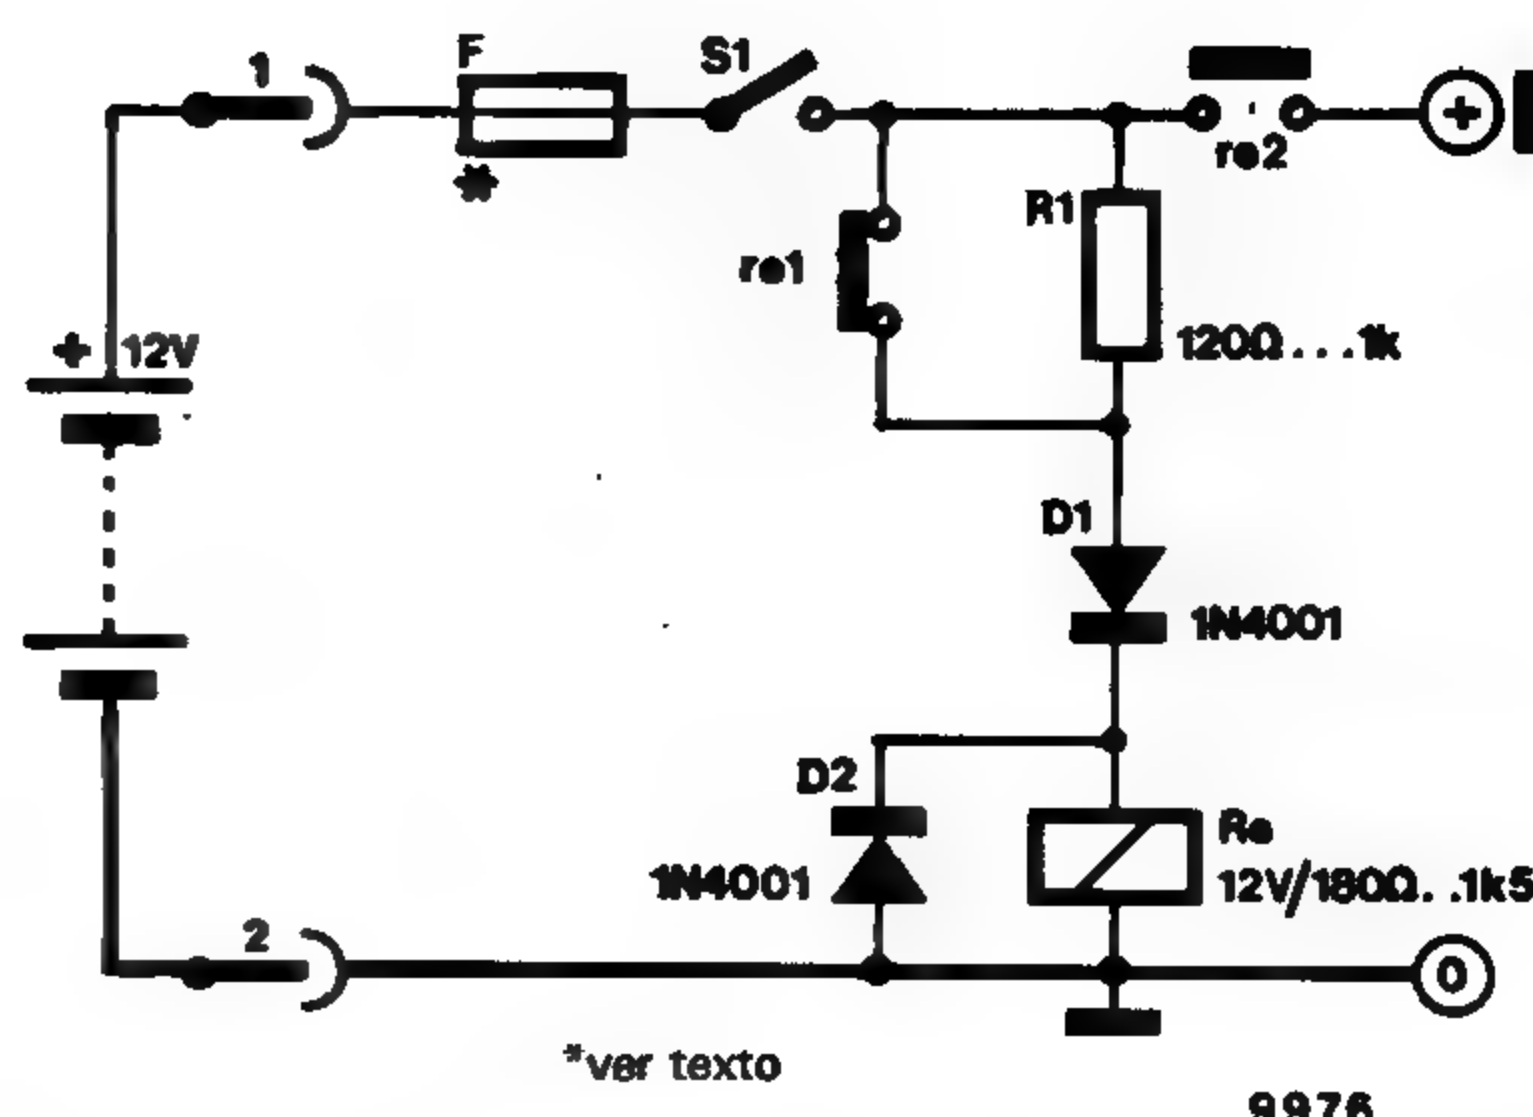 1
F
S1
*
re2
+
re1
R1
120Ω...1k
+ 12V
D1
1N4001
D2
1N4001
Re
12V/180Ω..1k5
2
0
*ver texto
9976